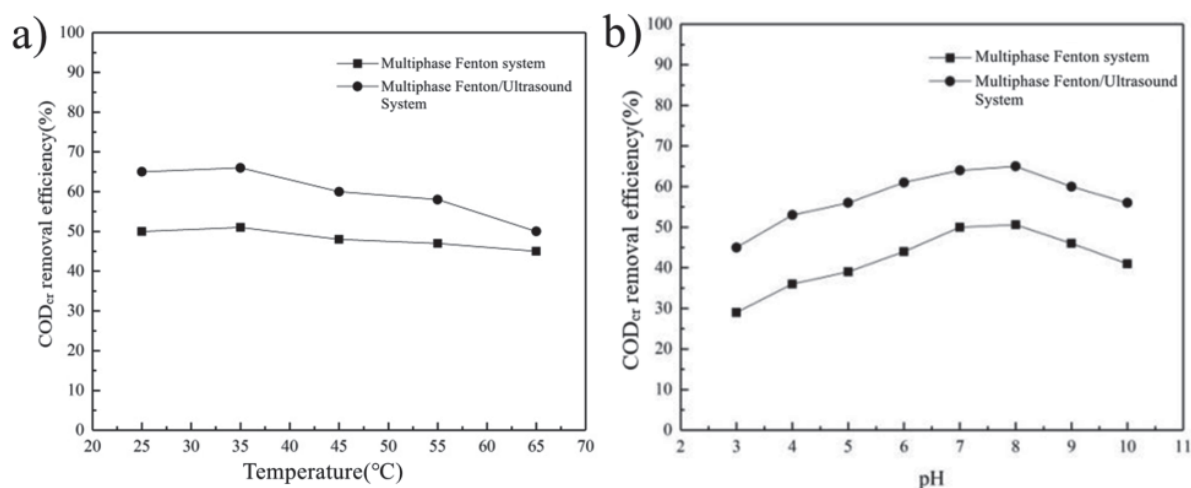 a)
100
90
80
70
60
50
40
30
20
10
0
CODcr removal efficiency(%)
Multiphase Fenton system
Multiphase Fenton/Ultrasound
System
20 25 30 35 40 45 50 55 60 65 70
Temperature(℃)
b)
100
90
80
70
60
50
40
30
20
10
0
CODcr removal efficiency(%)
Multiphase Fenton system
Multiphase Fenton/Ultrasound
System
2 3 4 5 6 7 8 9 10 11
pH